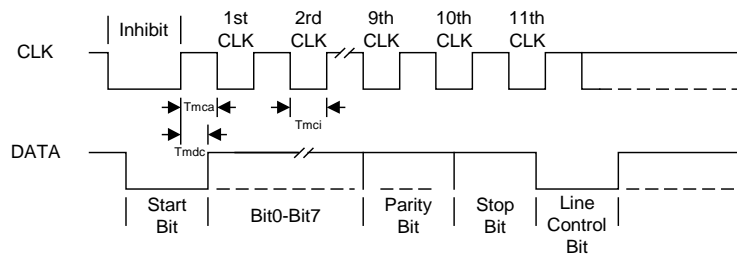 Inhibit
1st
CLK
2rd
CLK
9th
CLK
10th
CLK
11th
CLK
CLK
Tmca
Tmci
Tmdc
DATA
Start
Bit
Bit0-Bit7
Parity
Bit
Stop
Bit
Line
Control
Bit